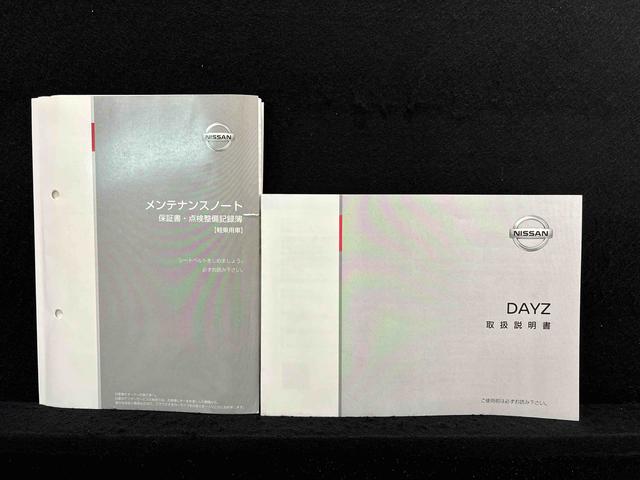 NISSAN
メンテナンスノート
保証書・点検整備記録簿
【軽乗用車】
シートベルトをしめましょう。
必ずお読み下さい。
NISSAN
DAYZ
取扱説明書
ご使用前は必ずお読み下さい。